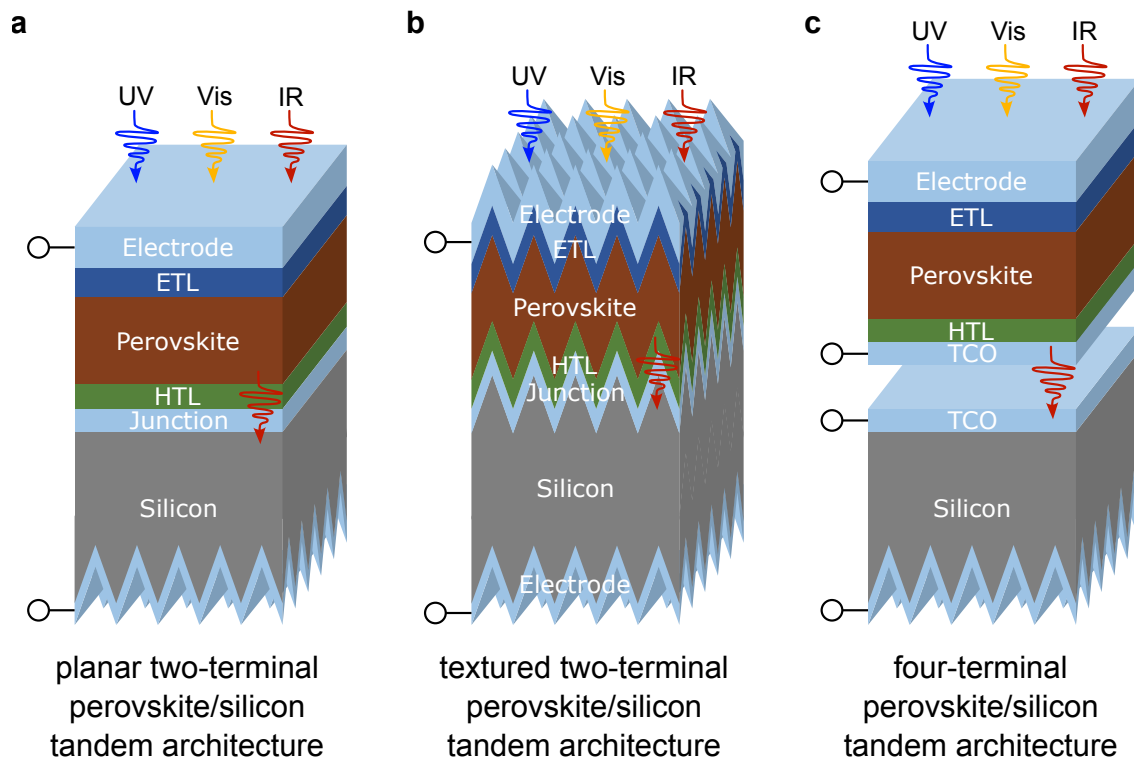 a
UV Vis IR
Electrode
ETL
Perovskite
HTL
Junction
Silicon
planar two-terminal
perovskite/silicon
tandem architecture
b
UV Vis IR
Electrode
ETL
Perovskite
HTL
Junction
Silicon
Electrode
textured two-terminal
perovskite/silicon
tandem architecture
c
UV Vis IR
Electrode
ETL
Perovskite
HTL
TCO
TCO
Silicon
four-terminal
perovskite/silicon
tandem architecture